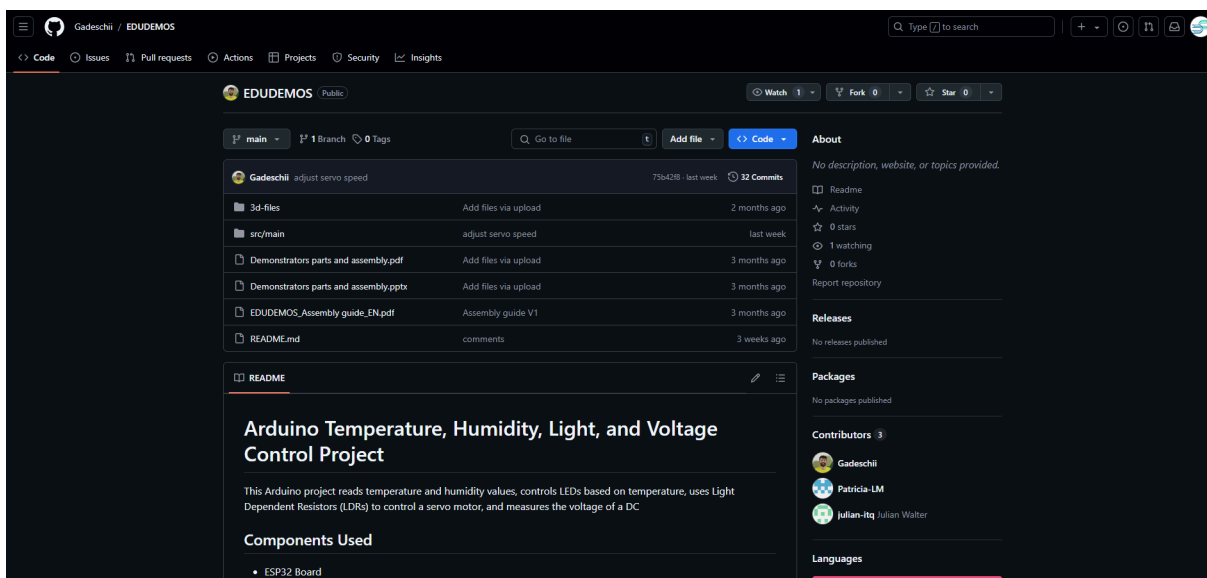 Gadeschii / EDUDEMOS
Type / to search
Code Issues Pull requests Actions Projects Security Insights
EDUDEMOS Public
Watch 1 Fork 0 Star 0
main 1 Branch 0 Tags Go to file t Add file Code
Gadeschii adjust servo speed 75b42f8 · last week 32 Commits
3d-files Add files via upload 2 months ago
src/main adjust servo speed last week
Demonstrators parts and assembly.pdf Add files via upload 3 months ago
Demonstrators parts and assembly.pptx Add files via upload 3 months ago
EDUDEMOS_Assembly guide_EN.pdf Assembly guide V1 3 months ago
README.md comments 3 weeks ago
README
Arduino Temperature, Humidity, Light, and Voltage
Control Project
This Arduino project reads temperature and humidity values, controls LEDs based on temperature, uses Light
Dependent Resistors (LDRs) to control a servo motor, and measures the voltage of a DC
Components Used
• ESP32 Board
About
No description, website, or topics provided.
Readme
Activity
0 stars
1 watching
0 forks
Report repository
Releases
No releases published
Packages
No packages published
Contributors 3
Gadeschii
Patricia-LM
julian-itq Julian Walter
Languages